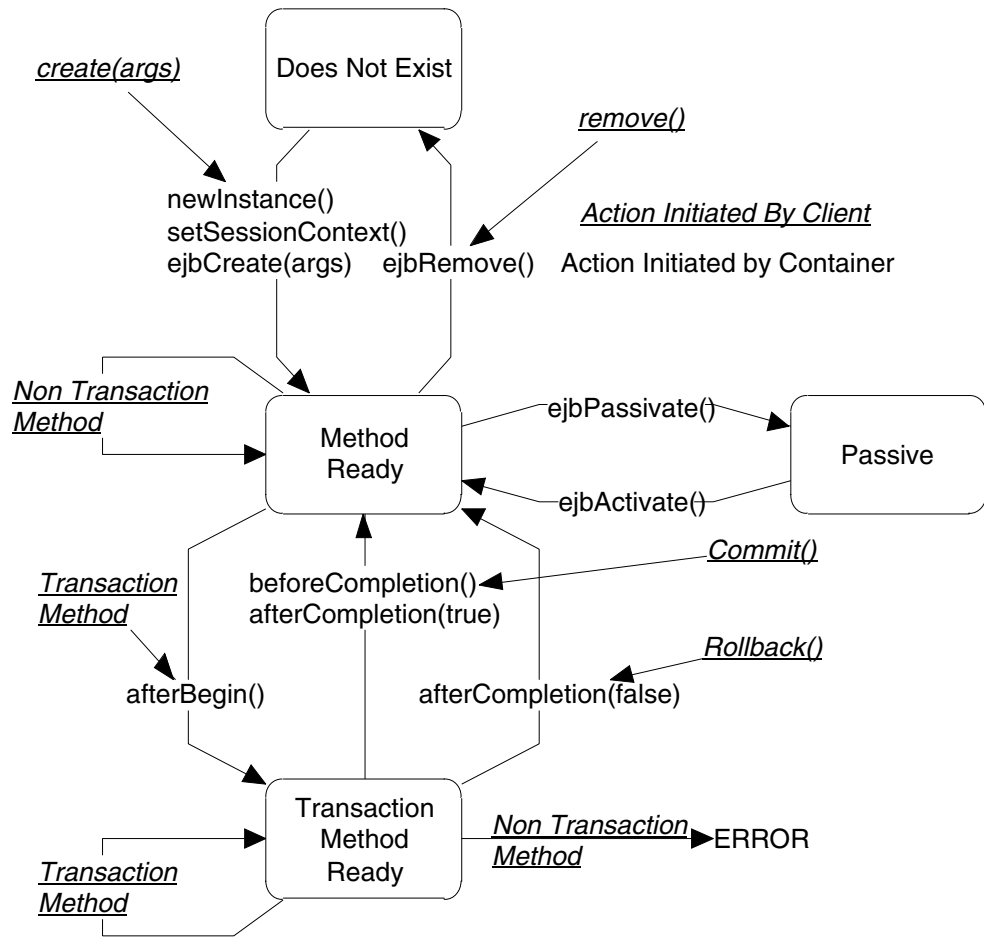 Does Not Exist
create(args)
remove()
newInstance()
setSessionContext()
ejbCreate(args)
ejbRemove()
Action Initiated By Client
Action Initiated by Container
Non Transaction
Method
Method
Ready
ejbPassivate()
Passive
ejbActivate()
Commit()
Transaction
Method
beforeCompletion()
afterCompletion(true)
Rollback()
afterBegin()
afterCompletion(false)
Transaction
Method
Ready
Non Transaction
Method
ERROR
Transaction
Method